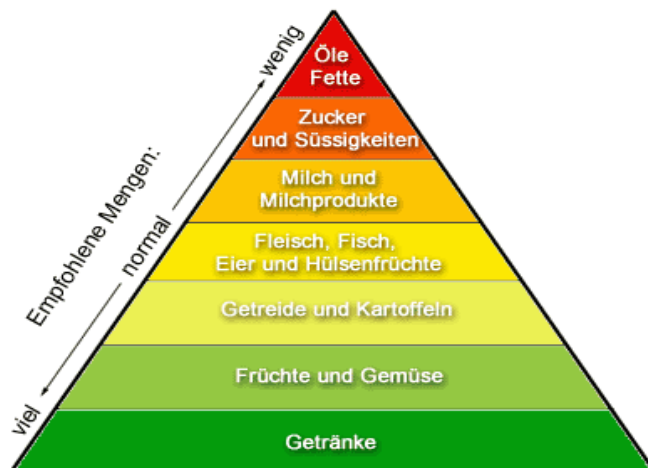 Empfohlene Mengen:
wenig
normal
viel
Öle
Fette
Zucker
und Süssigkeiten
Milch und
Milchprodukte
Fleisch, Fisch,
Eier und Hülsenfrüchte
Getreide und Kartoffeln
Früchte und Gemüse
Getränke